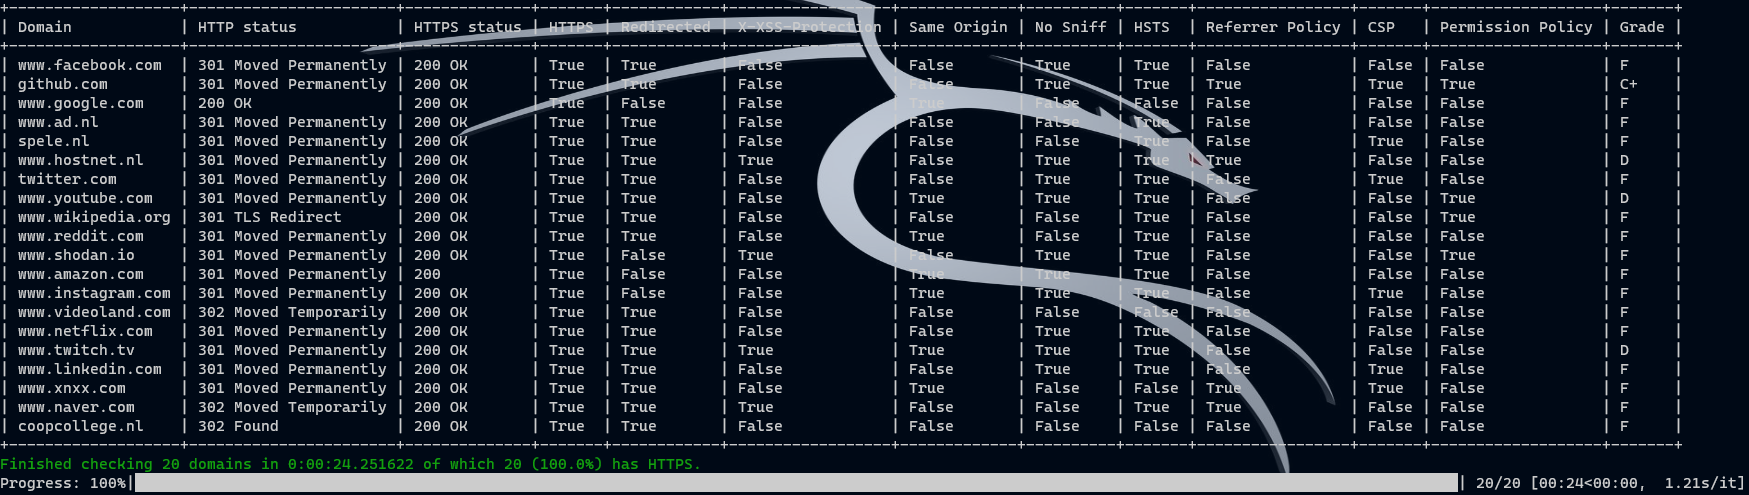 +-------------------+-----------------------+--------------+-------+------------+------------------+-------------+----------+-------+-----------------+-------+-------------------+-------+
| Domain            | HTTP status           | HTTPS status | HTTPS | Redirected | X-XSS-Protection | Same Origin | No Sniff | HSTS  | Referrer Policy | CSP   | Permission Policy | Grade |
+-------------------+-----------------------+--------------+-------+------------+------------------+-------------+----------+-------+-----------------+-------+-------------------+-------+
| www.facebook.com  | 301 Moved Permanently | 200 OK       | True  | True       | False            | False       | True     | True  | False           | False | False             | F     |
| github.com        | 301 Moved Permanently | 200 OK       | True  | True       | False            | False       | True     | True  | True            | True  | True              | C+    |
| www.google.com    | 200 OK                | 200 OK       | True  | False      | False            | True        | False    | False | False           | False | False             | F     |
| www.ad.nl         | 301 Moved Permanently | 200 OK       | True  | True       | False            | False       | False    | True  | False           | False | False             | F     |
| spele.nl          | 301 Moved Permanently | 200 OK       | True  | True       | False            | False       | False    | True  | False           | True  | False             | F     |
| www.hostnet.nl    | 301 Moved Permanently | 200 OK       | True  | True       | True             | False       | True     | True  | True            | False | False             | D     |
| twitter.com       | 301 Moved Permanently | 200 OK       | True  | True       | False            | False       | True     | True  | False           | True  | False             | F     |
| www.youtube.com   | 301 Moved Permanently | 200 OK       | True  | True       | False            | True        | True     | True  | False           | False | True              | D     |
| www.wikipedia.org | 301 TLS Redirect      | 200 OK       | True  | True       | False            | False       | False    | True  | False           | False | True              | F     |
| www.reddit.com    | 301 Moved Permanently | 200 OK       | True  | True       | False            | True        | False    | True  | False           | False | False             | F     |
| www.shodan.io     | 301 Moved Permanently | 200 OK       | True  | False      | True             | False       | True     | True  | False           | False | True              | F     |
| www.amazon.com    | 301 Moved Permanently | 200          | True  | False      | False            | True        | True     | True  | False           | False | False             | F     |
| www.instagram.com | 301 Moved Permanently | 200 OK       | True  | False      | False            | True        | True     | True  | False           | True  | False             | F     |
| www.videoland.com | 302 Moved Temporarily | 200 OK       | True  | True       | False            | False       | False    | False | False           | False | False             | F     |
| www.netflix.com   | 301 Moved Permanently | 200 OK       | True  | True       | False            | False       | True     | True  | False           | False | False             | F     |
| www.twitch.tv     | 301 Moved Permanently | 200 OK       | True  | True       | True             | True        | True     | True  | False           | False | False             | D     |
| www.linkedin.com  | 301 Moved Permanently | 200 OK       | True  | True       | False            | False       | True     | True  | False           | True  | False             | F     |
| www.xnxx.com      | 301 Moved Permanently | 200 OK       | True  | True       | False            | True        | False    | False | True            | True  | False             | F     |
| www.naver.com     | 302 Moved Temporarily | 200 OK       | True  | True       | True             | False       | False    | True  | True            | False | False             | F     |
| coopcollege.nl    | 302 Found             | 200 OK       | True  | True       | False            | False       | False    | True  | False           | False | False             | F     |
+-------------------+-----------------------+--------------+-------+------------+------------------+-------------+----------+-------+-----------------+-------+-------------------+-------+
Finished checking 20 domains in 0:00:24.251622 of which 20 (100.0%) has HTTPS.
Progress: 100%| | 20/20 [00:24<00:00, 1.21s/it]